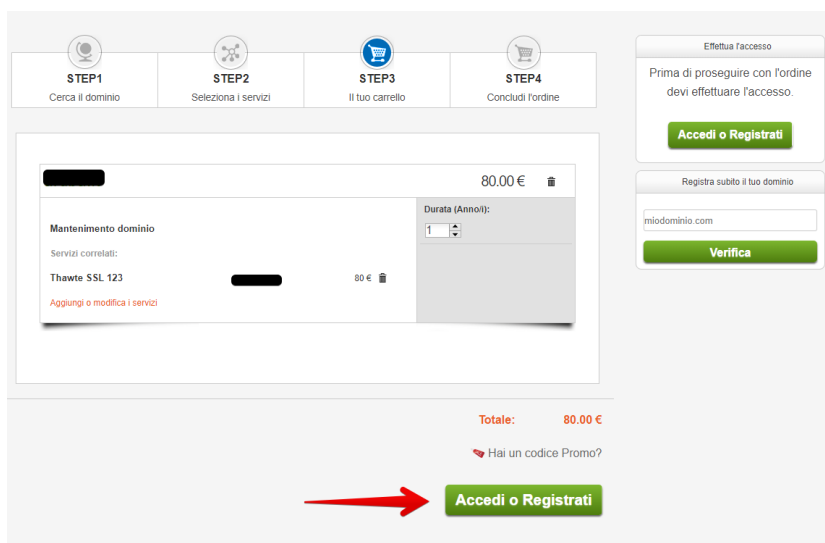 STEP1
Cerca il dominio
STEP2
Seleziona i servizi
STEP3
Il tuo carrello
STEP4
Concludi l'ordine
80.00 €
Durata (Anno/i):
1
Mantenimento dominio
Servizi correlati:
Thawte SSL 123
80 €
Aggiungi o modifica i servizi
Totale: 80.00 €
Hai un codice Promo?
Accedi o Registrati
Effettua l'accesso
Prima di proseguire con l'ordine
devi effettuare l'accesso.
Accedi o Registrati
Registra subito il tuo dominio
miodominio.com
Verifica